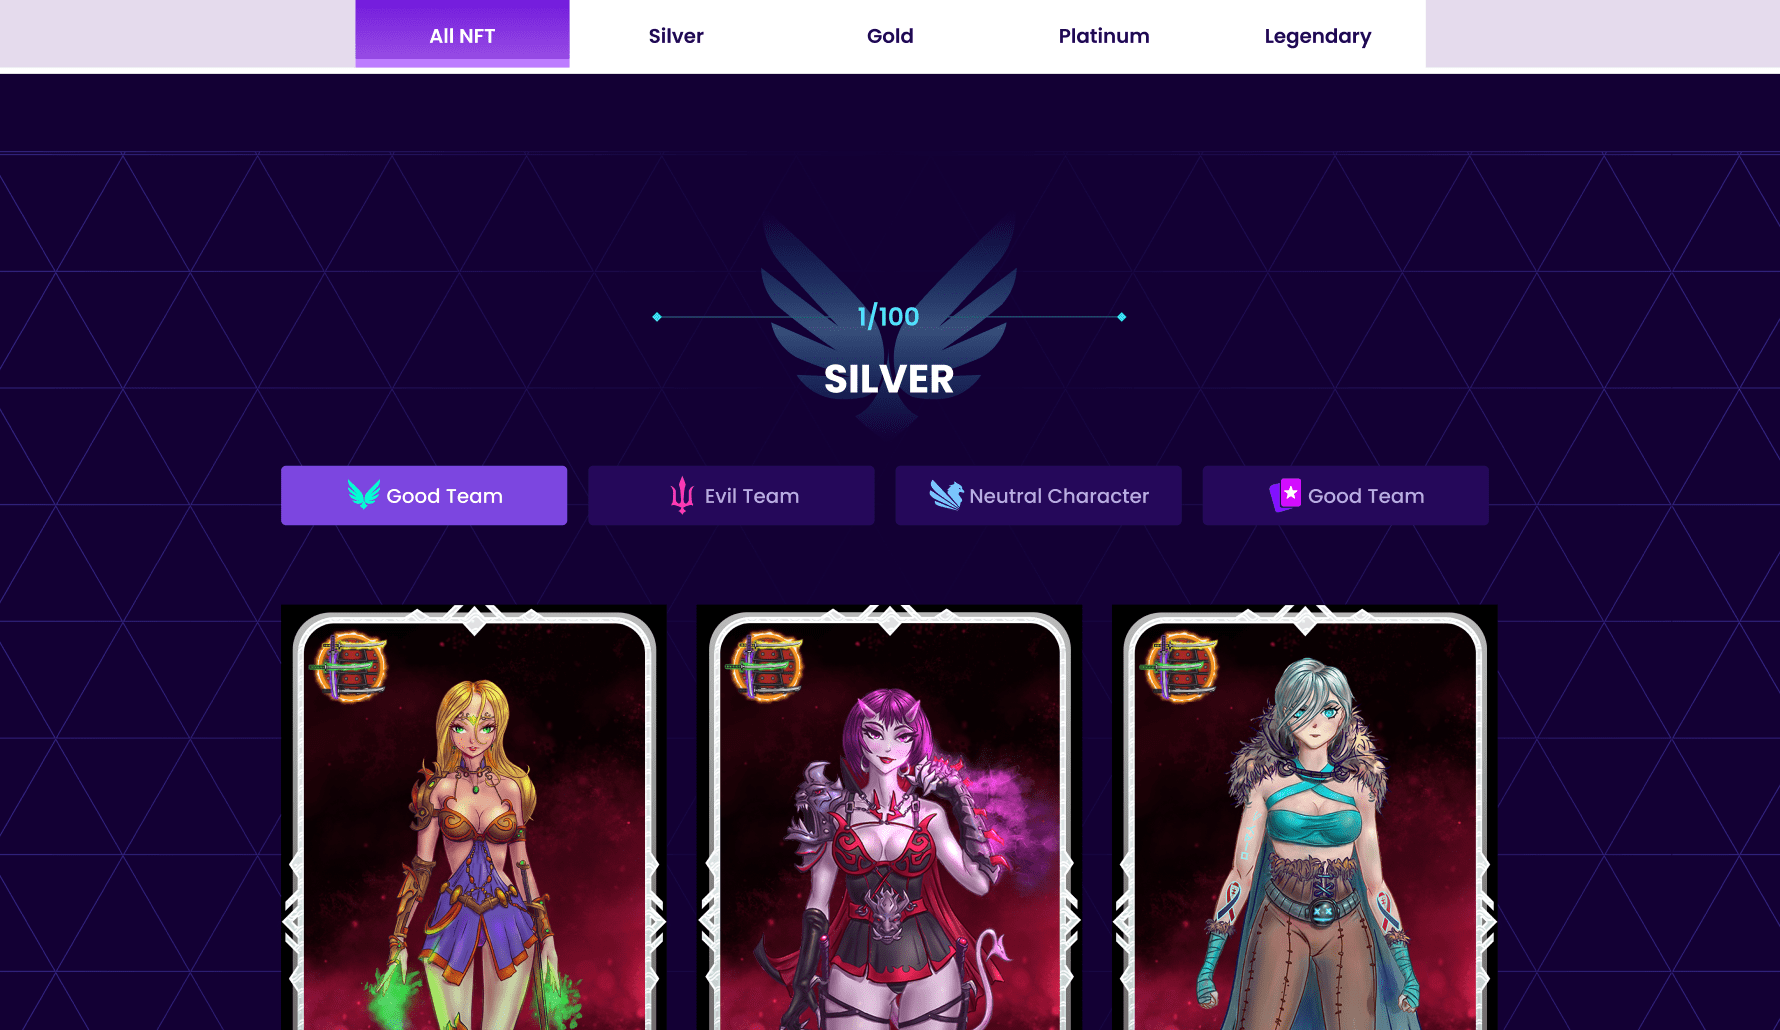 All NFT
Silver
Gold
Platinum
Legendary
1/100
SILVER
Good Team
Evil Team
Neutral Character
Good Team